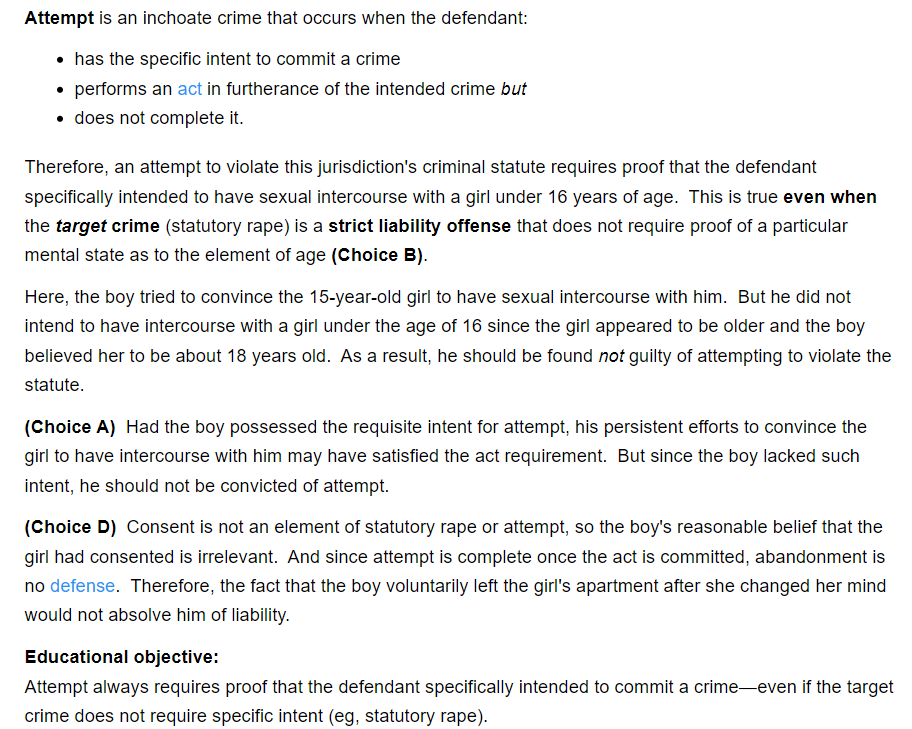 Attempt is an inchoate crime that occurs when the defendant:
• has the specific intent to commit a crime
• performs an act in furtherance of the intended crime but
• does not complete it.
Therefore, an attempt to violate this jurisdiction's criminal statute requires proof that the defendant
specifically intended to have sexual intercourse with a girl under 16 years of age. This is true even when
the target crime (statutory rape) is a strict liability offense that does not require proof of a particular
mental state as to the element of age (Choice B).
Here, the boy tried to convince the 15-year-old girl to have sexual intercourse with him. But he did not
intend to have intercourse with a girl under the age of 16 since the girl appeared to be older and the boy
believed her to be about 18 years old. As a result, he should be found not guilty of attempting to violate the
statute.
(Choice A) Had the boy possessed the requisite intent for attempt, his persistent efforts to convince the
girl to have intercourse with him may have satisfied the act requirement. But since the boy lacked such
intent, he should not be convicted of attempt.
(Choice D) Consent is not an element of statutory rape or attempt, so the boy's reasonable belief that the
girl had consented is irrelevant. And since attempt is complete once the act is committed, abandonment is
no defense. Therefore, the fact that the boy voluntarily left the girl's apartment after she changed her mind
would not absolve him of liability.
Educational objective:
Attempt always requires proof that the defendant specifically intended to commit a crime—even if the target
crime does not require specific intent (eg, statutory rape).